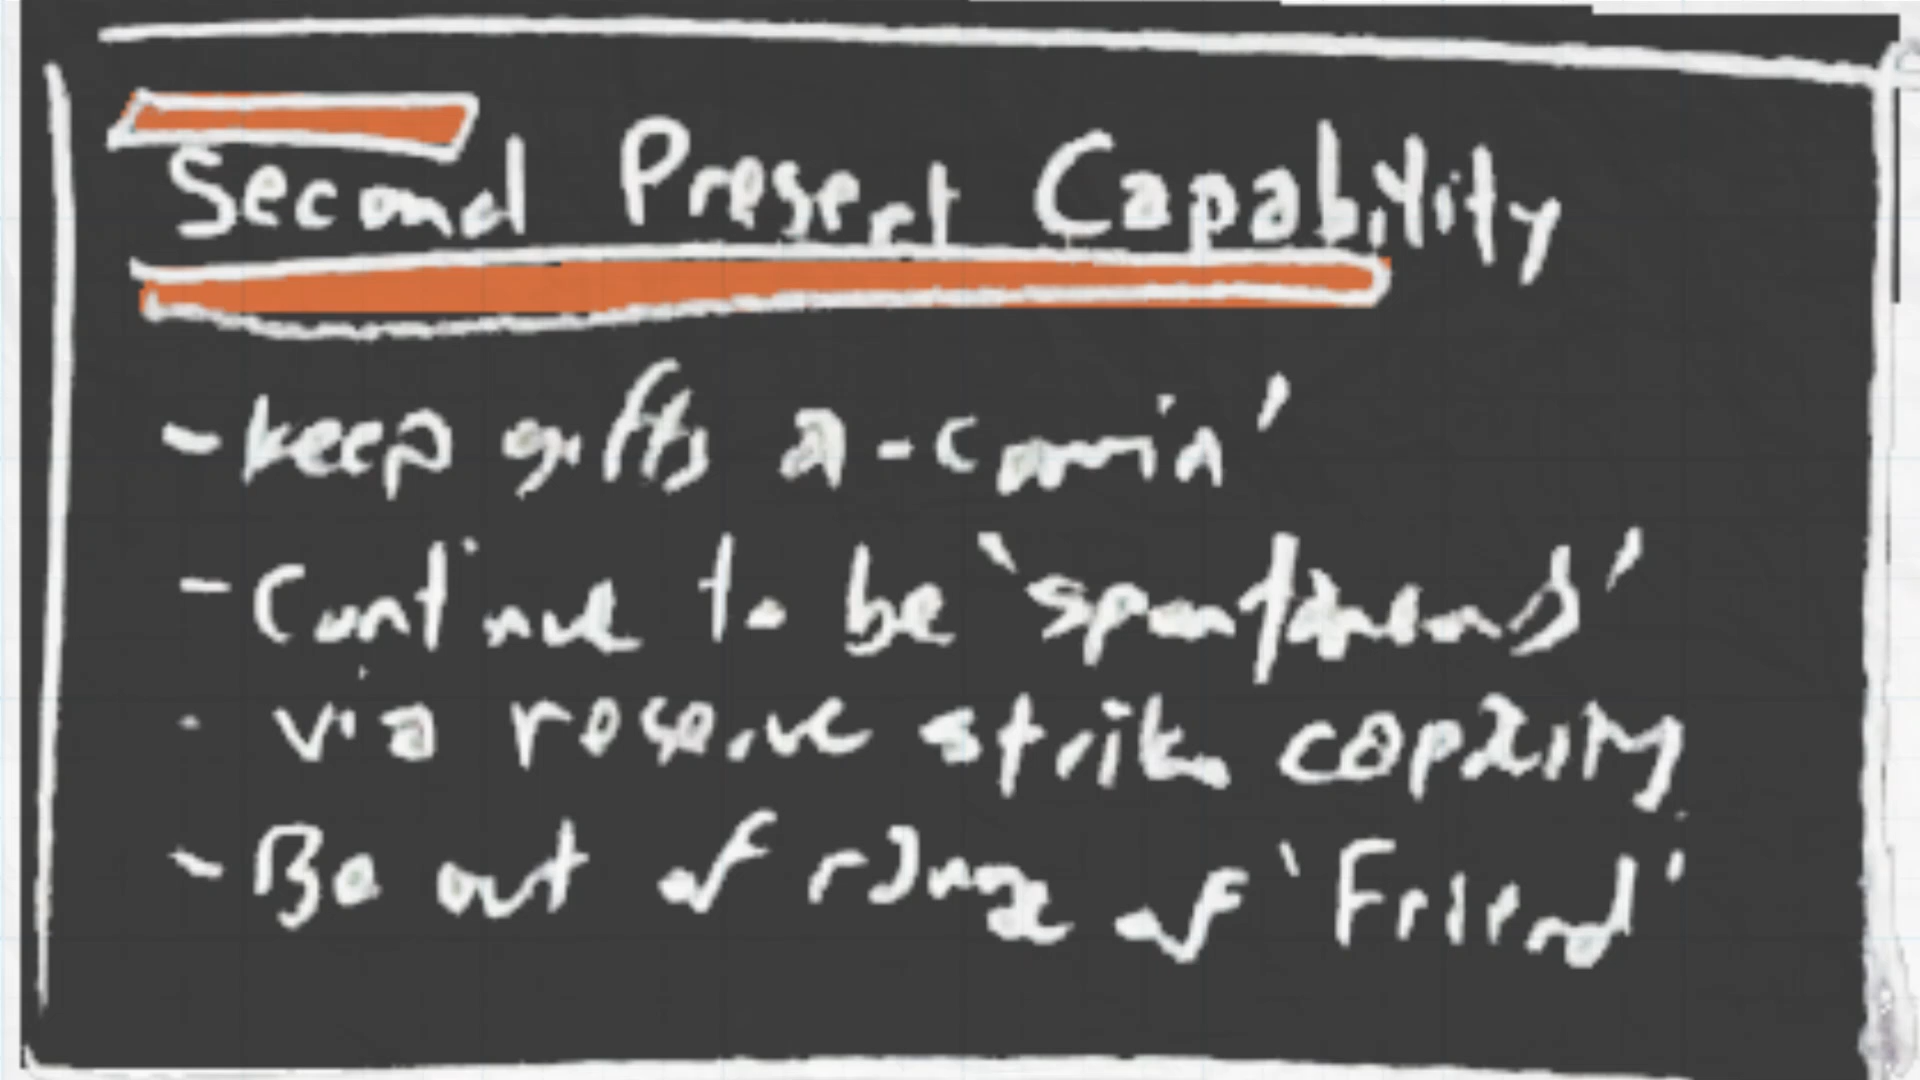 Second Present Capability
- keep gifts a-comin'
- Continue to be 'spontaneous'
- via reserve strike capacity
- Be out of range of 'Friend'